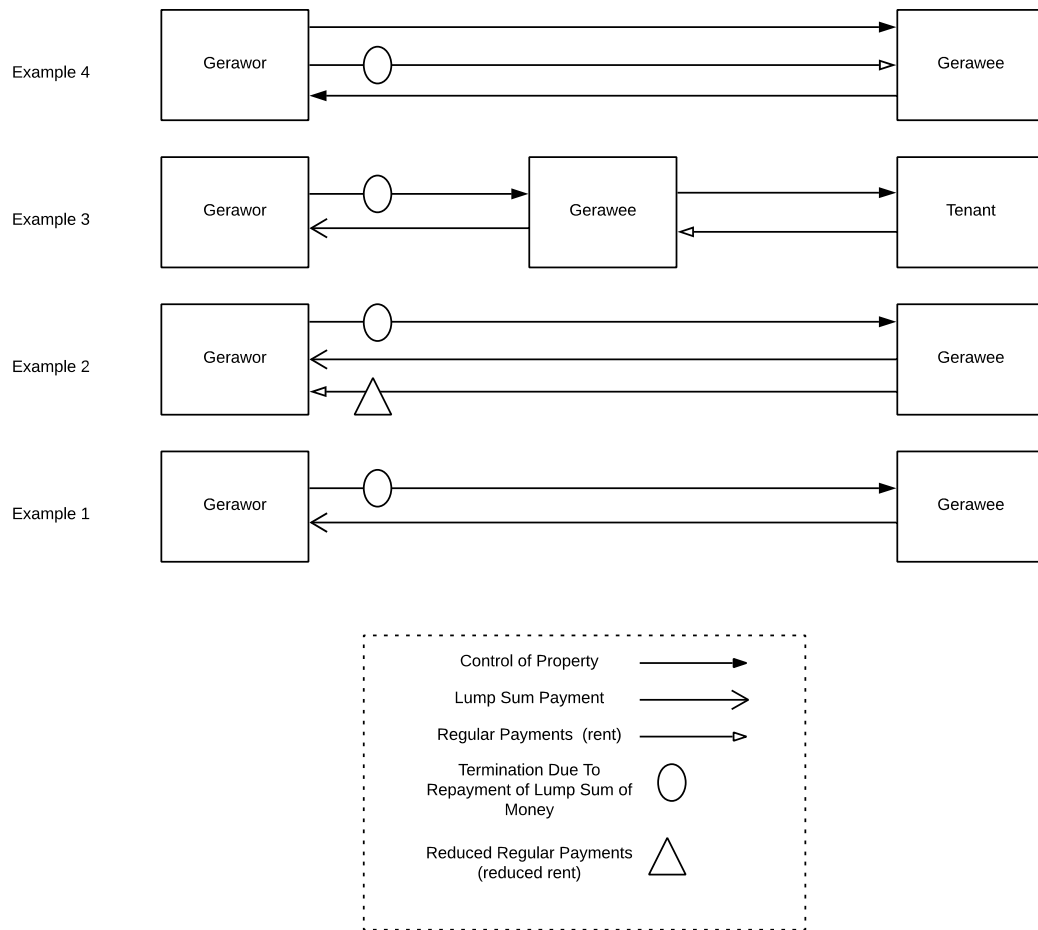 Example 4
Gerawor
Gerawee
Example 3
Gerawor
Gerawee
Tenant
Example 2
Gerawor
Gerawee
Example 1
Gerawor
Gerawee
Control of Property
Lump Sum Payment
Regular Payments (rent)
Termination Due To
Repayment of Lump Sum of
Money
Reduced Regular Payments
(reduced rent)